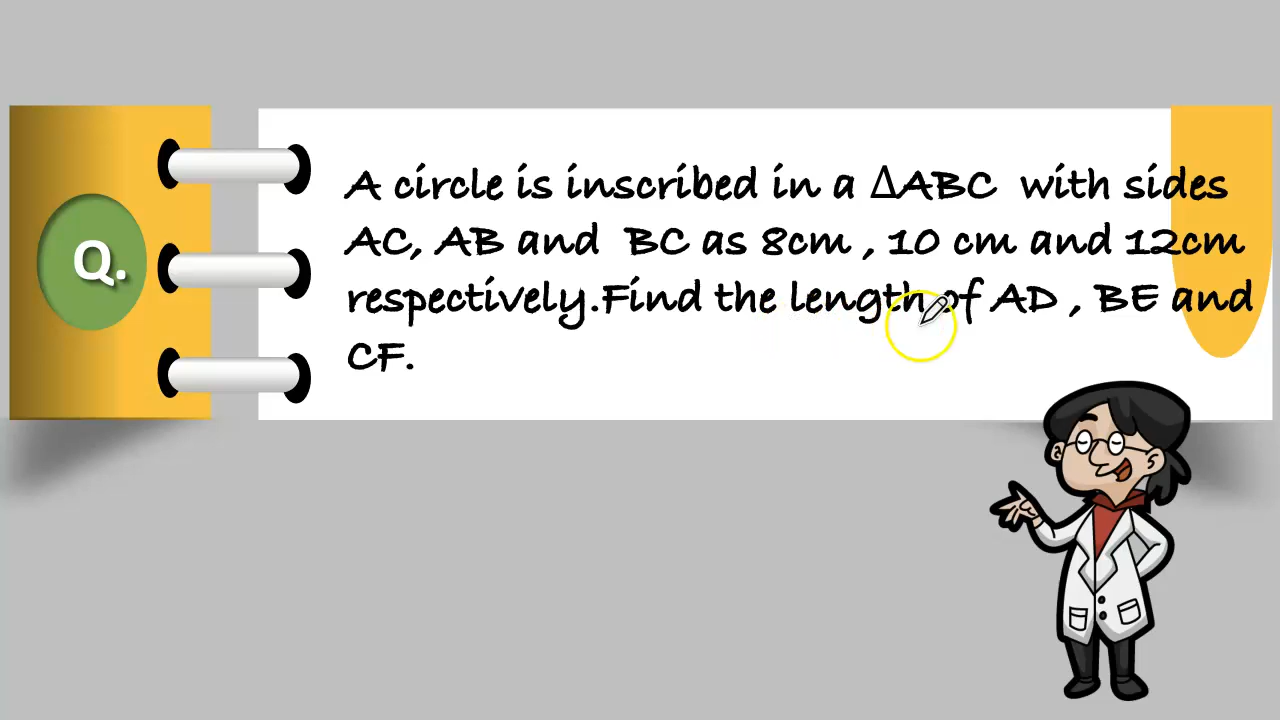 Q.
A circle is inscribed in a ΔABC with sides
AC, AB and BC as 8cm , 10 cm and 12cm
respectively.Find the length of AD , BE and
CF.